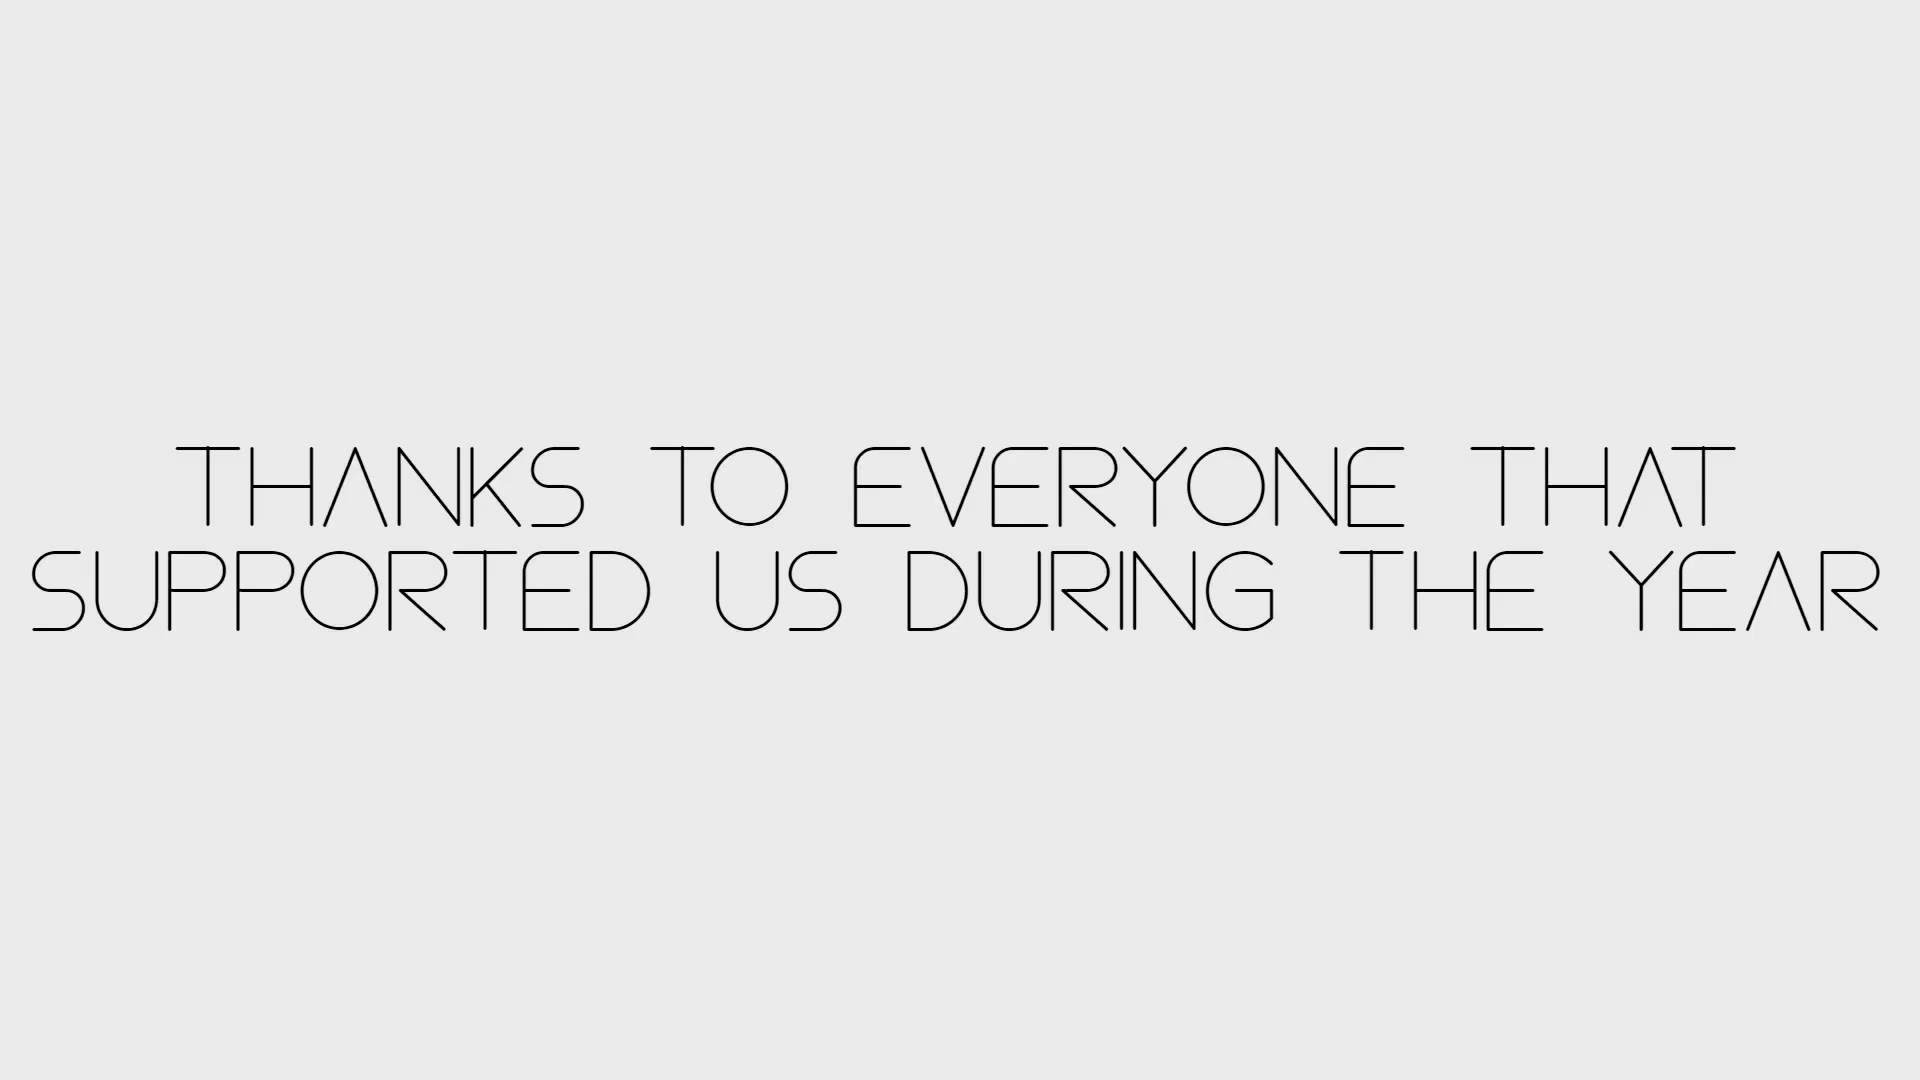 THANKS TO EVERYONE THAT
SUPPORTED US DURING THE YEAR